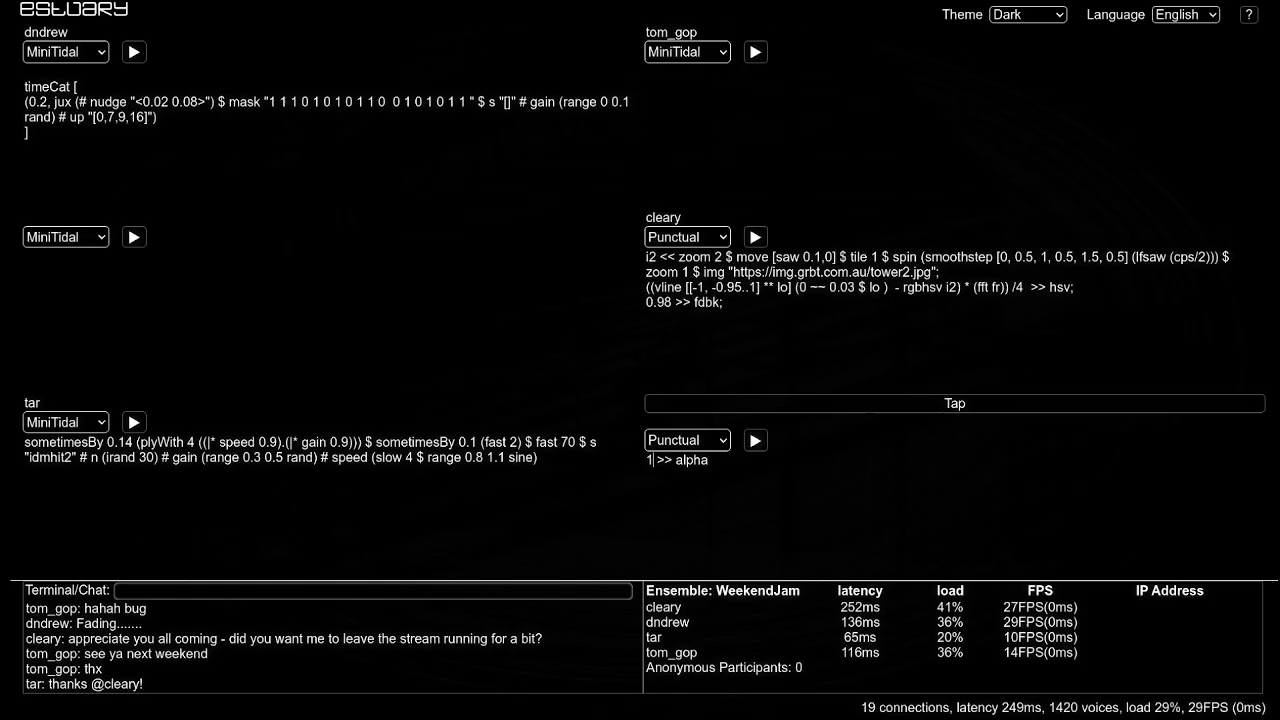 estuary
Theme Dark Language English ?
dndrew
MiniTidal
timeCat [
(0.2, jux (# nudge "<0.02 0.08>") $ mask "1 1 1 0 1 0 1 0 1 1 0  0 1 0 1 0 1 1 " $ s "[]" # gain (range 0 0.1
rand) # up "[0,7,9,16]")
]
tom_gop
MiniTidal
MiniTidal
cleary
Punctual
i2 << zoom 2 $ move [saw 0.1,0] $ tile 1 $ spin (smoothstep [0, 0.5, 1, 0.5, 1.5, 0.5] (lfsaw (cps/2))) $
zoom 1 $ img "https://img.grbt.com.au/tower2.jpg";
((vline [[-1, -0.95..1] ** lo] (0 ~~ 0.03 $ lo )  - rgbhsv i2) * (fft fr)) /4  >> hsv;
0.98 >> fdbk;
tar
MiniTidal
sometimesBy 0.14 (plyWith 4 ((|* speed 0.9).(|* gain 0.9))) $ sometimesBy 0.1 (fast 2) $ fast 70 $ s
"idmhit2" # n (irand 30) # gain (range 0.3 0.5 rand) # speed (slow 4 $ range 0.8 1.1 sine)
Tap
Punctual
1 >> alpha
Terminal/Chat:
tom_gop: hahah bug
dndrew: Fading.......
cleary: appreciate you all coming - did you want me to leave the stream running for a bit?
tom_gop: see ya next weekend
tom_gop: thx
tar: thanks @cleary!
Ensemble: WeekendJam latency load FPS IP Address
cleary 252ms 41% 27FPS(0ms)
dndrew 136ms 36% 29FPS(0ms)
tar 65ms 20% 10FPS(0ms)
tom_gop 116ms 36% 14FPS(0ms)
Anonymous Participants: 0
19 connections, latency 249ms, 1420 voices, load 29%, 29FPS (0ms)